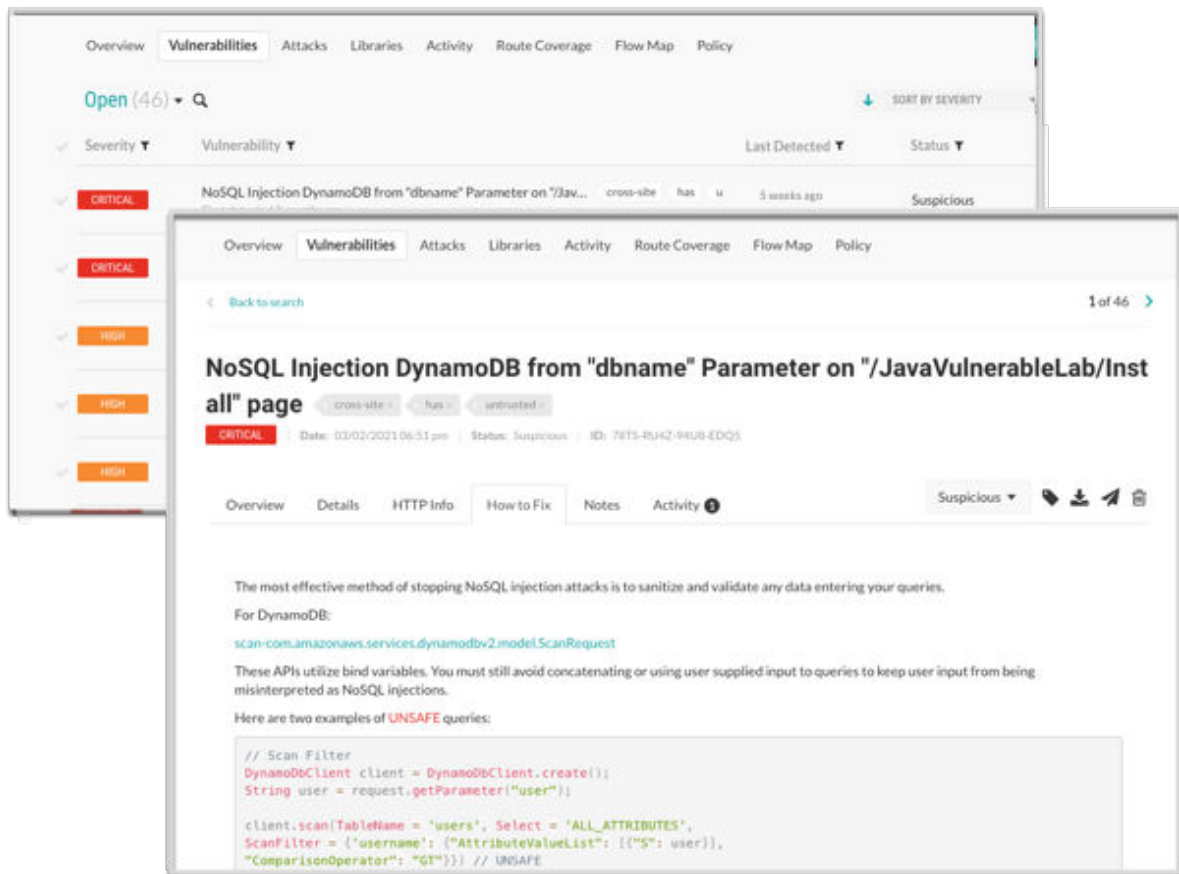 Overview Vulnerabilities Attacks Libraries Activity Route Coverage Flow Map Policy
Open (46)
SORT BY SEVERITY
Severity Vulnerability Last Detected Status
CRITICAL NoSQL Injection DynamoDB from "dbname" Parameter on "/Jav... cross-site has u 5 weeks ago Suspicious
CRITICAL
HIGH
HIGH
HIGH
Overview Vulnerabilities Attacks Libraries Activity Route Coverage Flow Map Policy
Back to search 1 of 46
NoSQL Injection DynamoDB from "dbname" Parameter on "/JavaVulnerableLab/Inst
all" page cross-site has untrusted
CRITICAL Date: 03/02/2021 06:51 pm Status: Suspicious ID:
Overview Details HTTP Info How to Fix Notes Activity 1 Suspicious
The most effective method of stopping NoSQL injection attacks is to sanitize and validate any data entering your queries.
For DynamoDB:
scan-com.amazonaws.services.dynamodbv2.model.ScanRequest
These APIs utilize bind variables. You must still avoid concatenating or using user supplied input to queries to keep user input from being
misinterpreted as NoSQL injections.
Here are two examples of UNSAFE queries:
// Scan Filter
DynamoDbClient client = DynamoDbClient.create();
String user = request.getParameter("user");
client.scan(TableName = 'users', Select = 'ALL_ATTRIBUTES',
ScanFilter = {'username': {"AttributeValueList": [{"S": user}],
"ComparisonOperator": "GT"}}) // UNSAFE